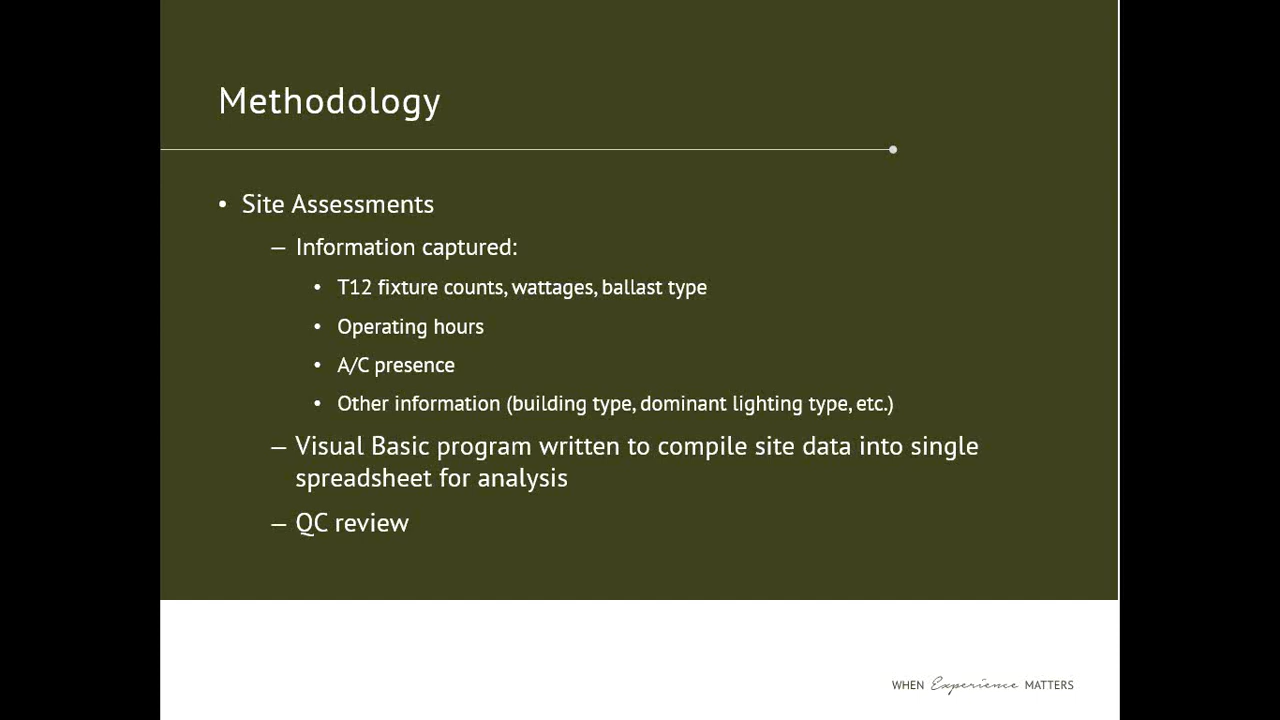 Methodology
• Site Assessments
– Information captured:
• T12 fixture counts, wattages, ballast type
• Operating hours
• A/C presence
• Other information (building type, dominant lighting type, etc.)
– Visual Basic program written to compile site data into single
spreadsheet for analysis
– QC review
WHEN Experience MATTERS